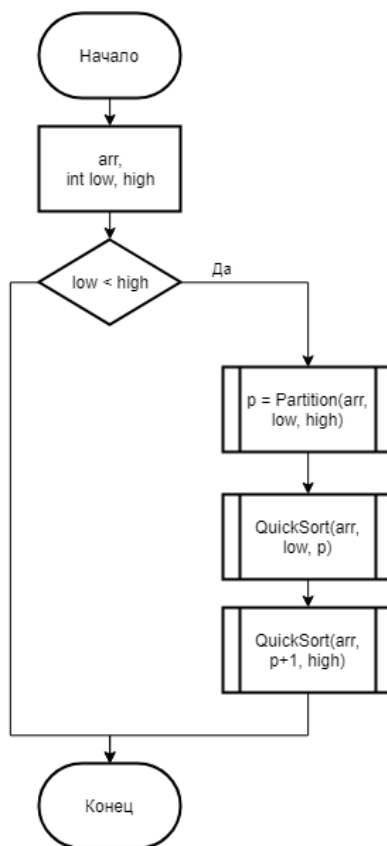 Начало
arr,
int low, high
low < high
Да
p = Partition(arr,
low, high)
QuickSort(arr,
low, p)
QuickSort(arr,
p+1, high)
Конец